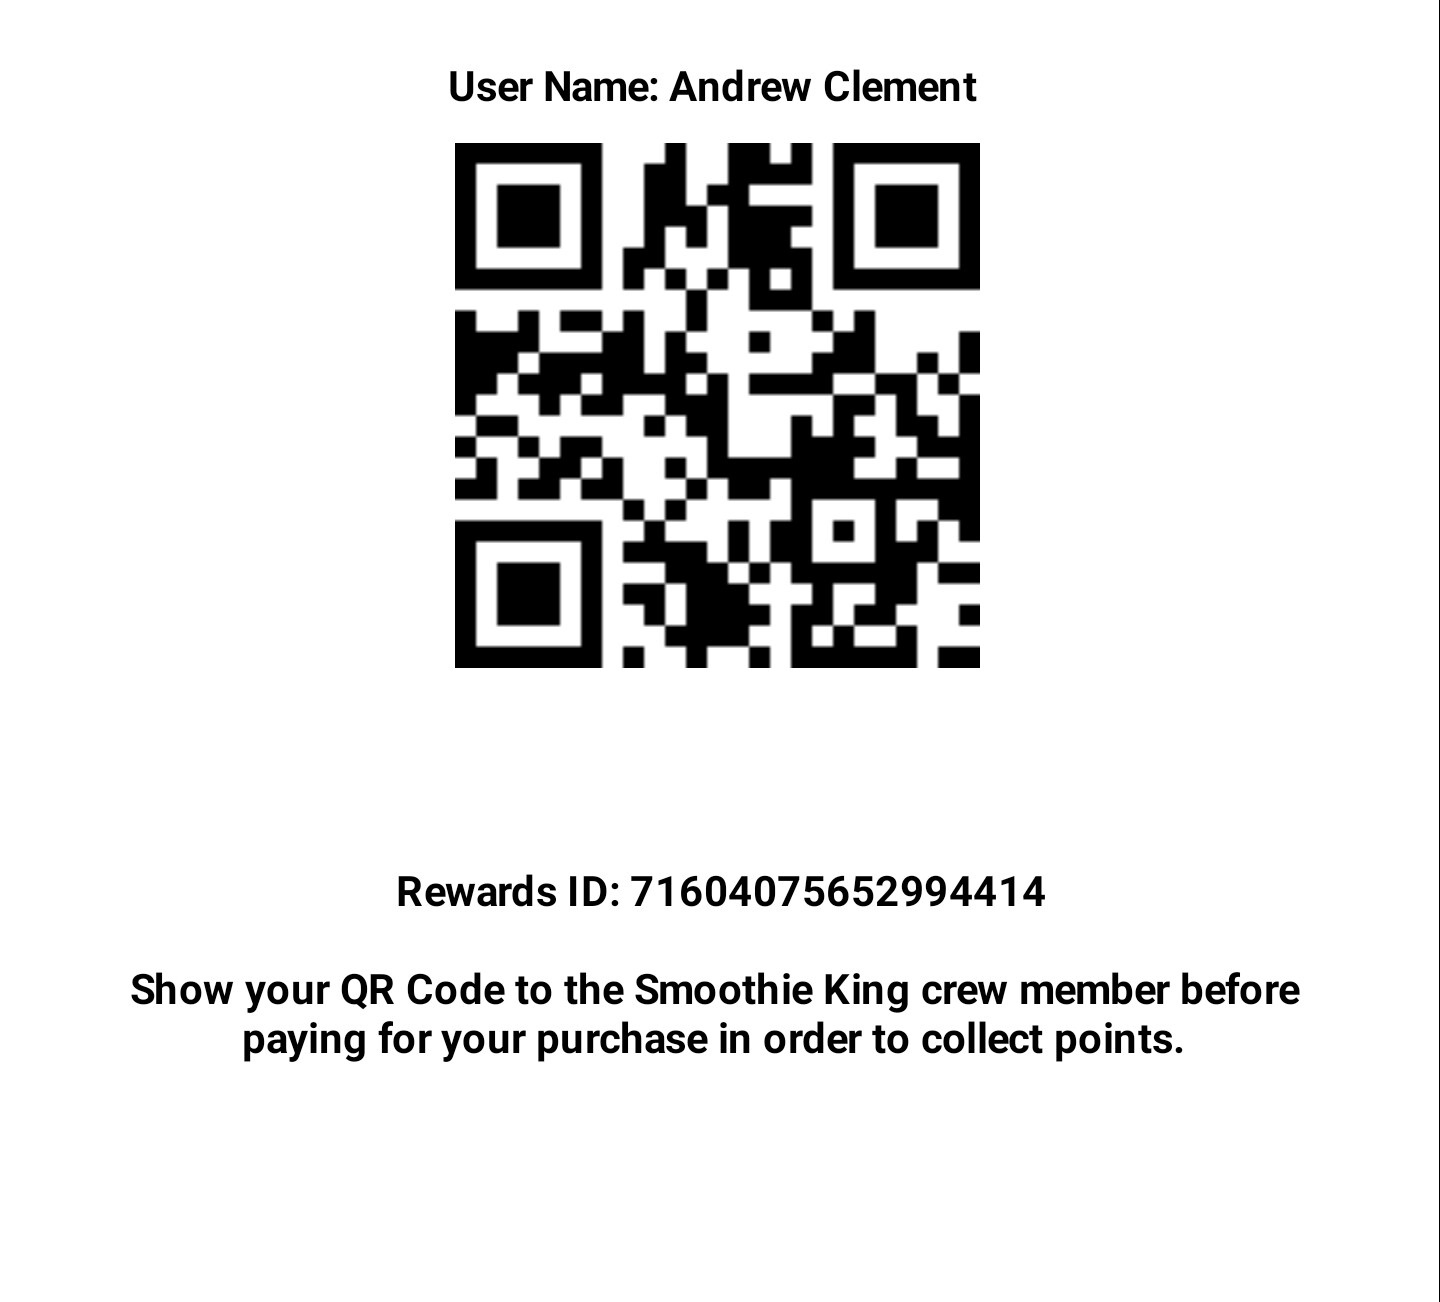 User Name: Andrew Clement
Rewards ID: 71604075652994414
Show your QR Code to the Smoothie King crew member before
paying for your purchase in order to collect points.